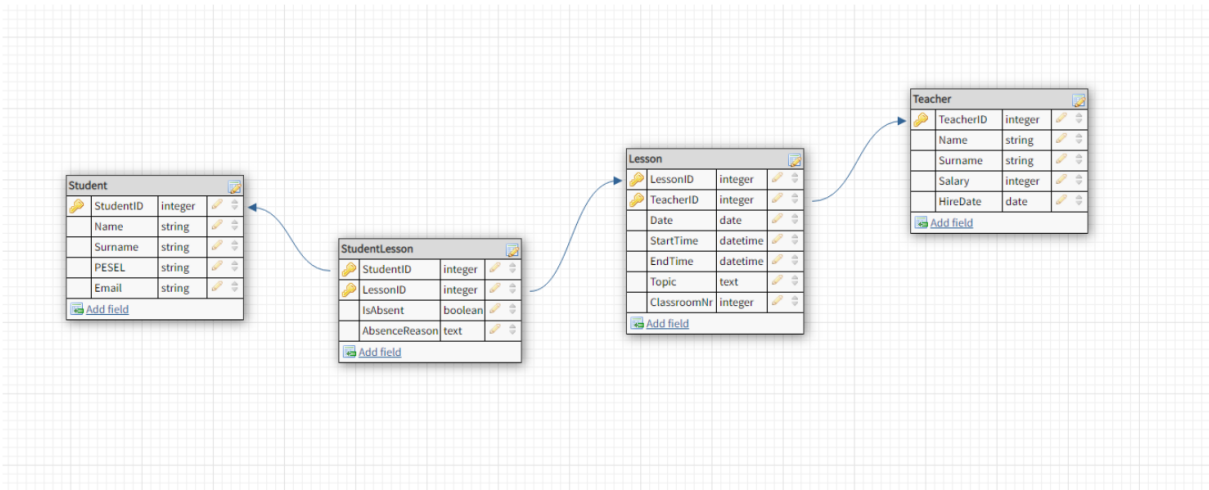 Student
StudentID integer
Name string
Surname string
PESEL string
Email string
Add field
StudentLesson
StudentID integer
LessonID integer
IsAbsent boolean
AbsenceReason text
Add field
Lesson
LessonID integer
TeacherID integer
Date date
StartTime datetime
EndTime datetime
Topic text
ClassroomNr integer
Add field
Teacher
TeacherID integer
Name string
Surname string
Salary integer
HireDate date
Add field